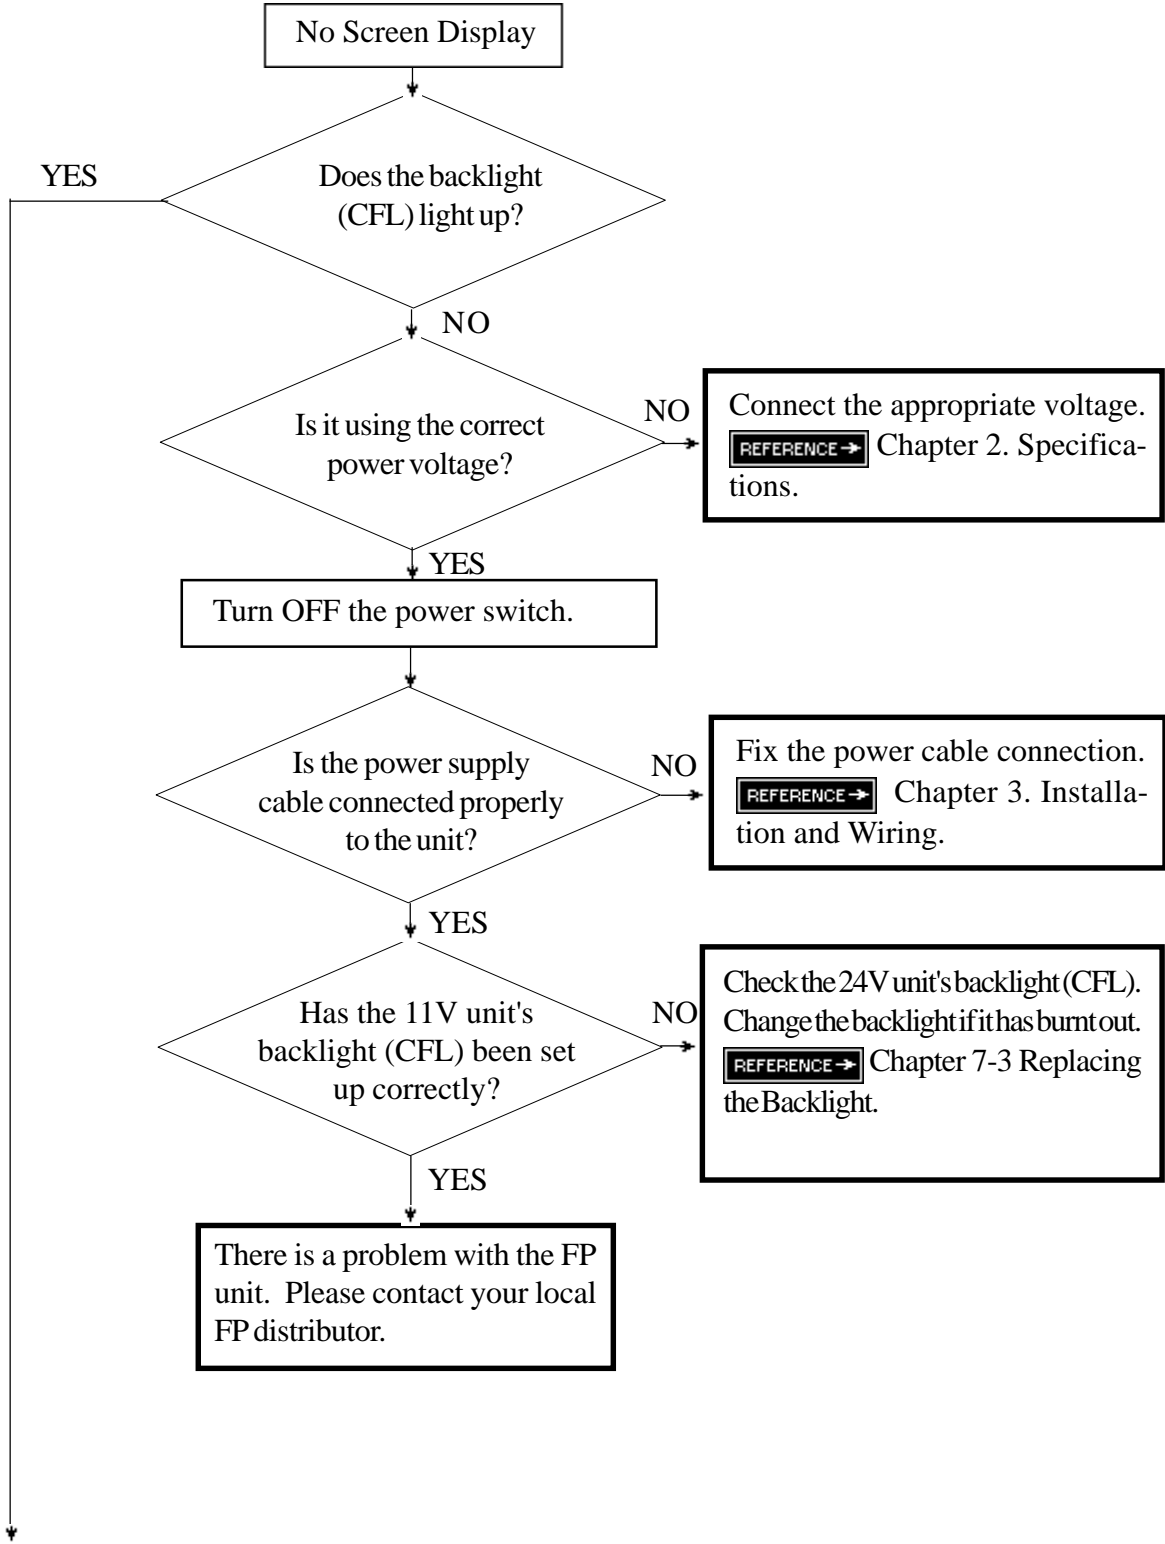 No Screen Display
YES
Does the backlight
(CFL) light up?
NO
Is it using the correct
power voltage?
NO
Connect the appropriate voltage.
REFERENCE→ Chapter 2. Specifica-
tions.
YES
Turn OFF the power switch.
Is the power supply
cable connected properly
to the unit?
NO
Fix the power cable connection.
REFERENCE→ Chapter 3. Installa-
tion and Wiring.
YES
Has the 11V unit's
backlight (CFL) been set
up correctly?
NO
Check the 24V unit's backlight (CFL).
Change the backlight if it has burnt out.
REFERENCE→ Chapter 7-3 Replacing
the Backlight.
YES
There is a problem with the FP
unit. Please contact your local
FP distributor.